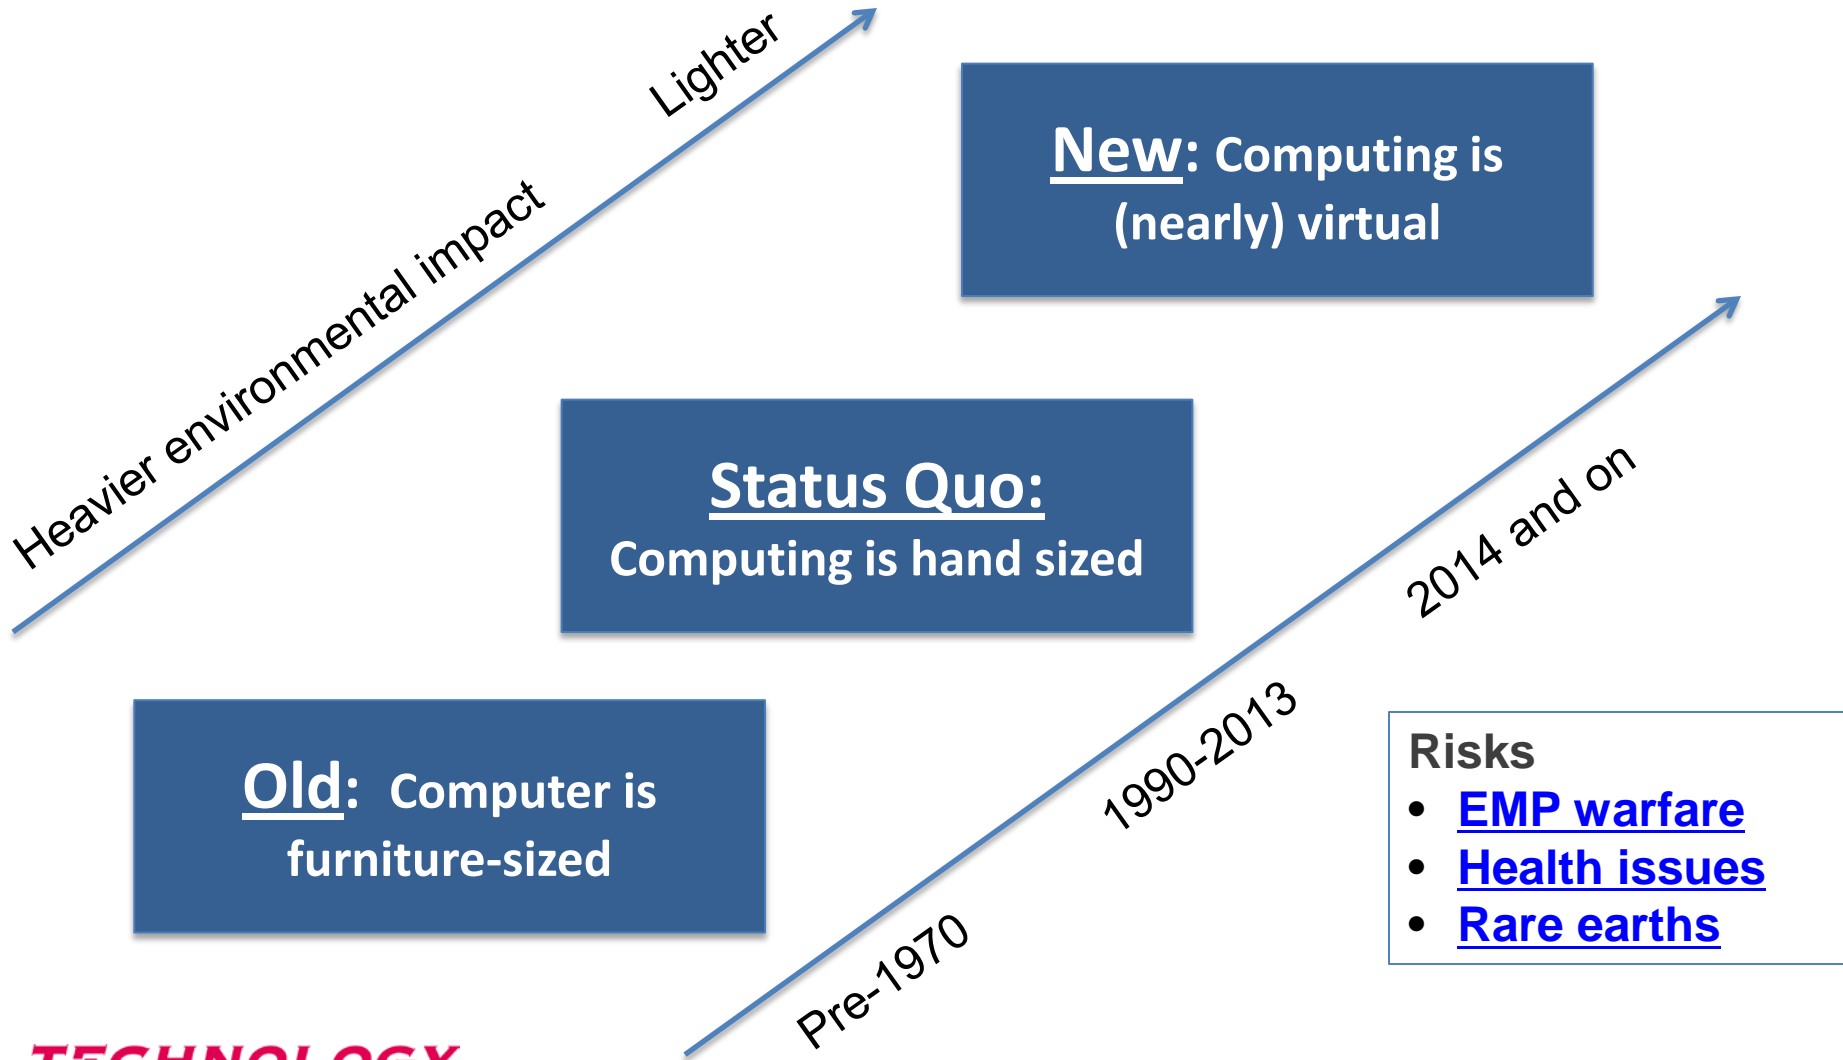 Lighter
Heavier environmental impact
New: Computing is
(nearly) virtual
Status Quo:
Computing is hand sized
Old: Computer is
furniture-sized
2014 and on
1990-2013
Pre-1970
Risks
• EMP warfare
• Health issues
• Rare earths
TECHNOLOGY